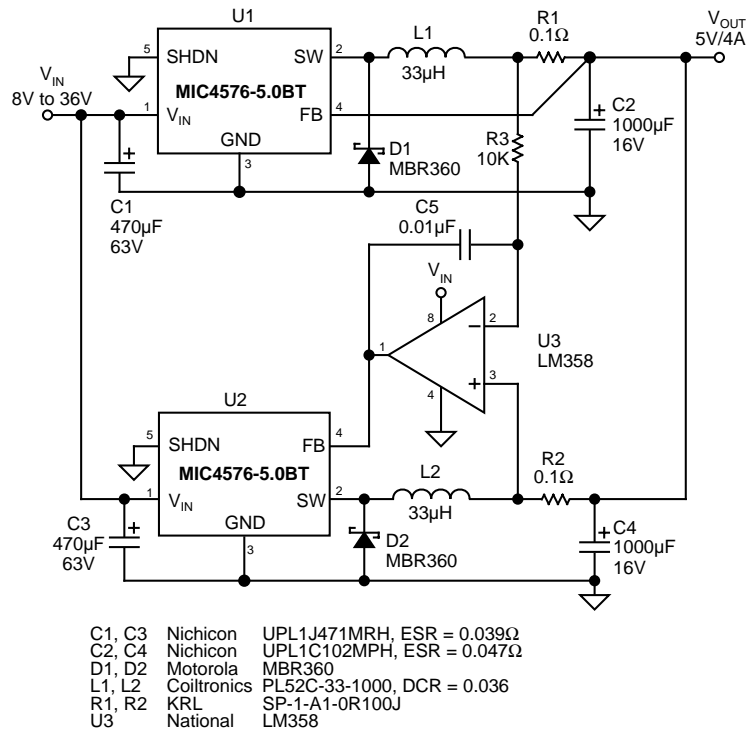 U1
5
SHDN
SW
2
L1
33µH
R1
0.1Ω
VOUT
5V/4A
VIN
8V to 36V
MIC4576-5.0BT
1
VIN
FB
4
GND
3
D1
MBR360
R3
10K
+
C2
1000µF
16V
+
C1
470µF
63V
C5
0.01µF
VIN
8
–
2
1
+
3
4
U3
LM358
U2
5
SHDN
FB
4
MIC4576-5.0BT
1
VIN
SW
2
L2
33µH
R2
0.1Ω
GND
3
+
C3
470µF
63V
D2
MBR360
+
C4
1000µF
16V
C1, C3 Nichicon UPL1J471MRH, ESR = 0.039Ω
C2, C4 Nichicon UPL1C102MPH, ESR = 0.047Ω
D1, D2 Motorola MBR360
L1, L2 Coiltronics PL52C-33-1000, DCR = 0.036
R1, R2 KRL SP-1-A1-0R100J
U3 National LM358